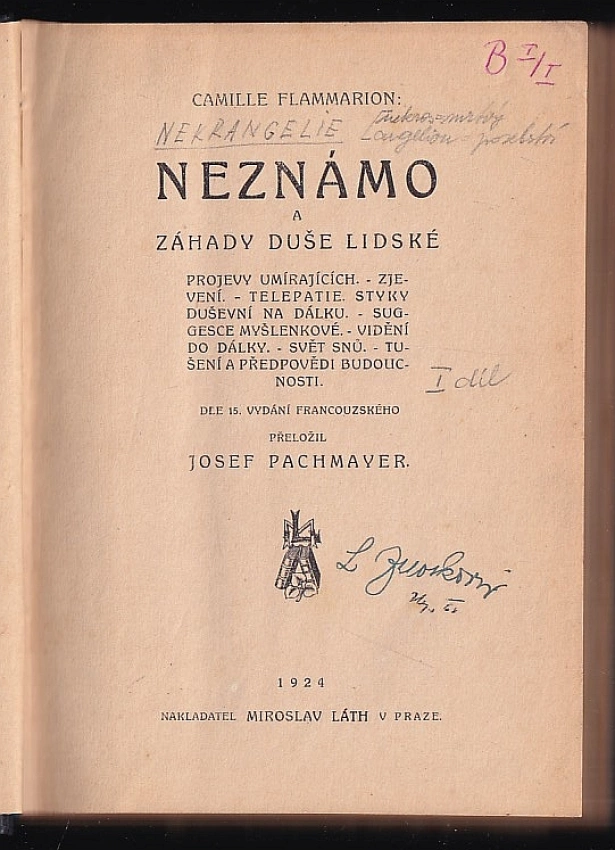 B I/I
CAMILLE FLAMMARION:
NEKRANGELIE
NEZNÁMO
A
ZÁHADY DUŠE LIDSKÉ
PROJEVY UMÍRAJÍCÍCH. - ZJE-
VENÍ. - TELEPATIE. STYKY
DUŠEVNÍ NA DÁLKU. - SUG-
GESCE MYŠLENKOVÉ. - VIDĚNÍ
DO DÁLKY. - SVĚT SNŮ. - TU-
ŠENÍ A PŘEDPOVĚDI BUDOUC-
NOSTI.
I díl
DLE 15. VYDÁNÍ FRANCOUZSKÉHO
PŘELOŽIL
JOSEF PACHMAYER.
1924
NAKLADATEL MIROSLAV LÁTH V PRAZE.